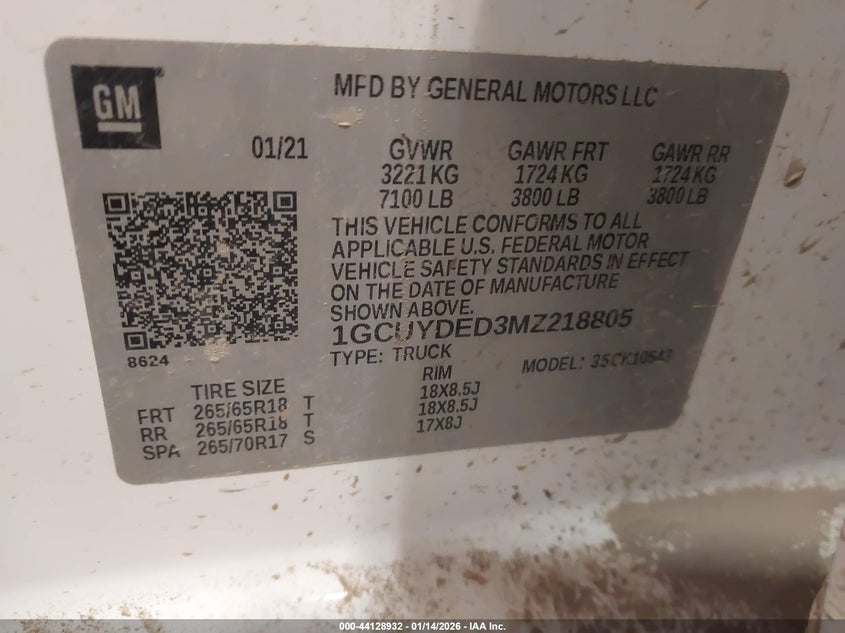 GM
MFD BY GENERAL MOTORS LLC
01/21 GVWR GAWR FRT GAWR RR
3221 KG 1724 KG 1724 KG
7100 LB 3800 LB 3800 LB
THIS VEHICLE CONFORMS TO ALL
APPLICABLE U.S. FEDERAL MOTOR
VEHICLE SAFETY STANDARDS IN EFFECT
ON THE DATE OF MANUFACTURE
SHOWN ABOVE.
1GCUYDED3MZ218805
8624
TYPE: TRUCK MODEL: 35CK10543
TIRE SIZE RIM
FRT 265/65R18 T 18X8.5J
RR 265/65R18 T 18X8.5J
SPA 265/70R17 S 17X8J
000-44128932 - 01/14/2026 - IAA Inc.